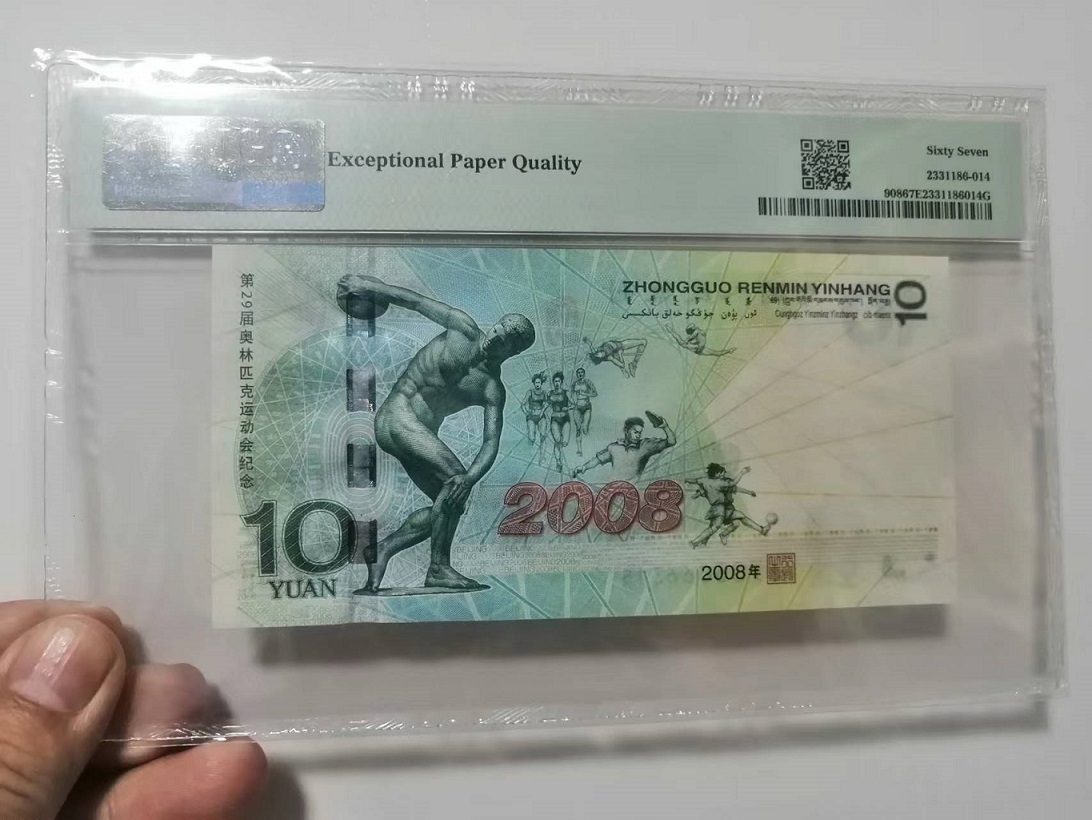 Exceptional Paper Quality
Sixty Seven
2331186-014
90867E2331186014G
第29届奥林匹克运动会纪念
ZHONGGUO RENMIN YINHANG
10
2008
10
YUAN
2008年